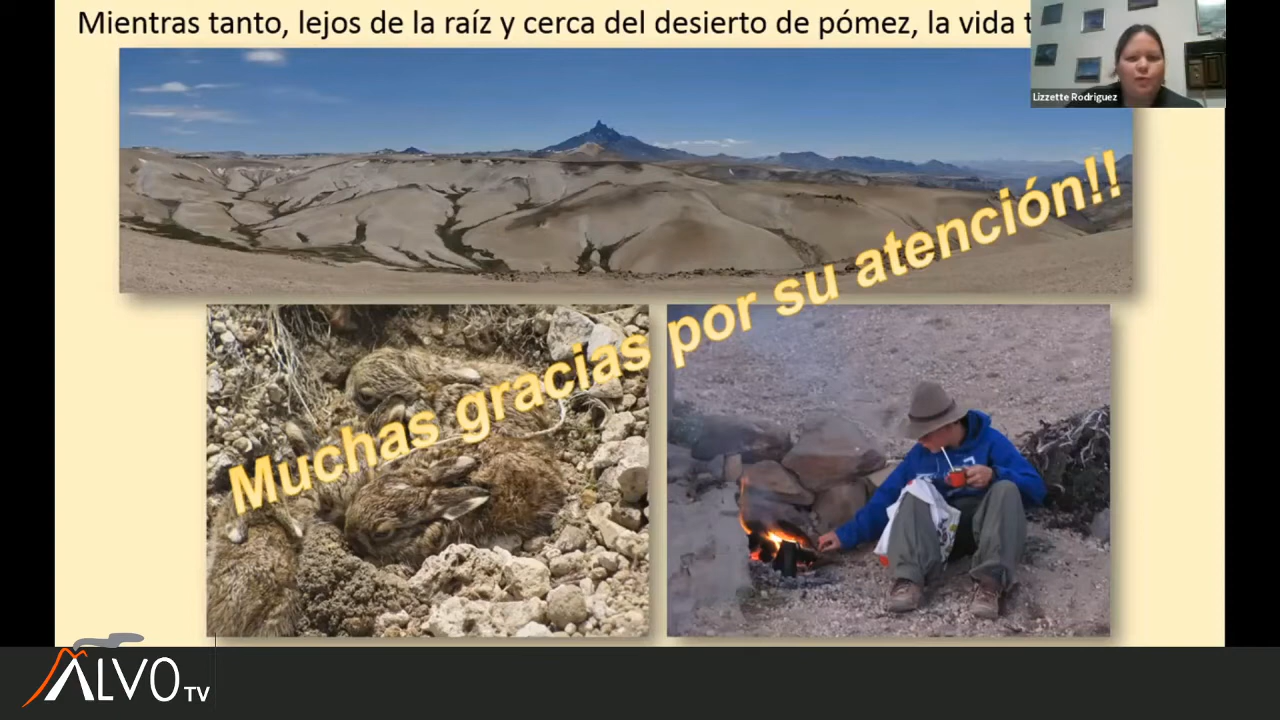 Mientras tanto, lejos de la raíz y cerca del desierto de pómez, la vida
Lizzette Rodriguez
Muchas gracias por su atención!!
ALVO TV